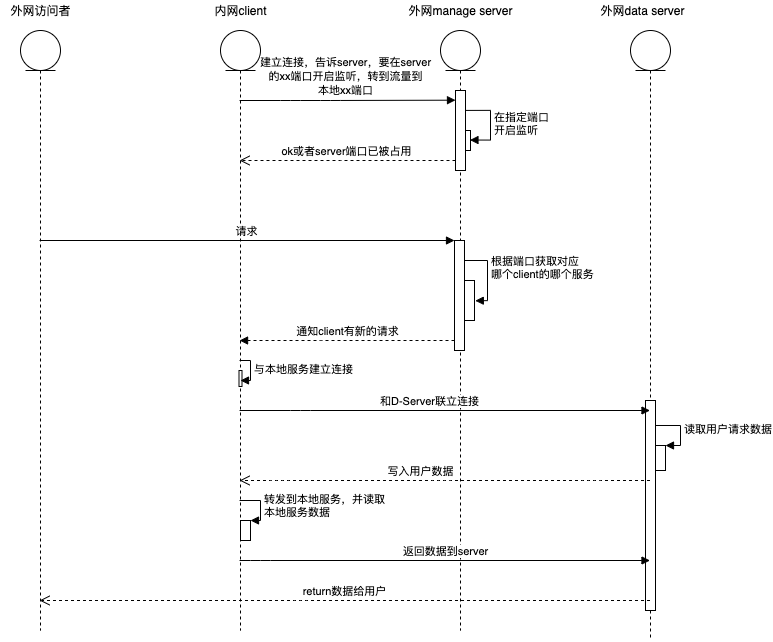 外网访问者
内网client
外网manage server
外网data server
建立连接，告诉server，要在server
的xx端口开启监听，转到流量到
本地xx端口
在指定端口
开启监听
ok或者server端口已被占用
请求
根据端口获取对应
哪个client的哪个服务
通知client有新的请求
与本地服务建立连接
和D-Server联立连接
读取用户请求数据
写入用户数据
转发到本地服务，并读取
本地服务数据
返回数据到server
return数据给用户